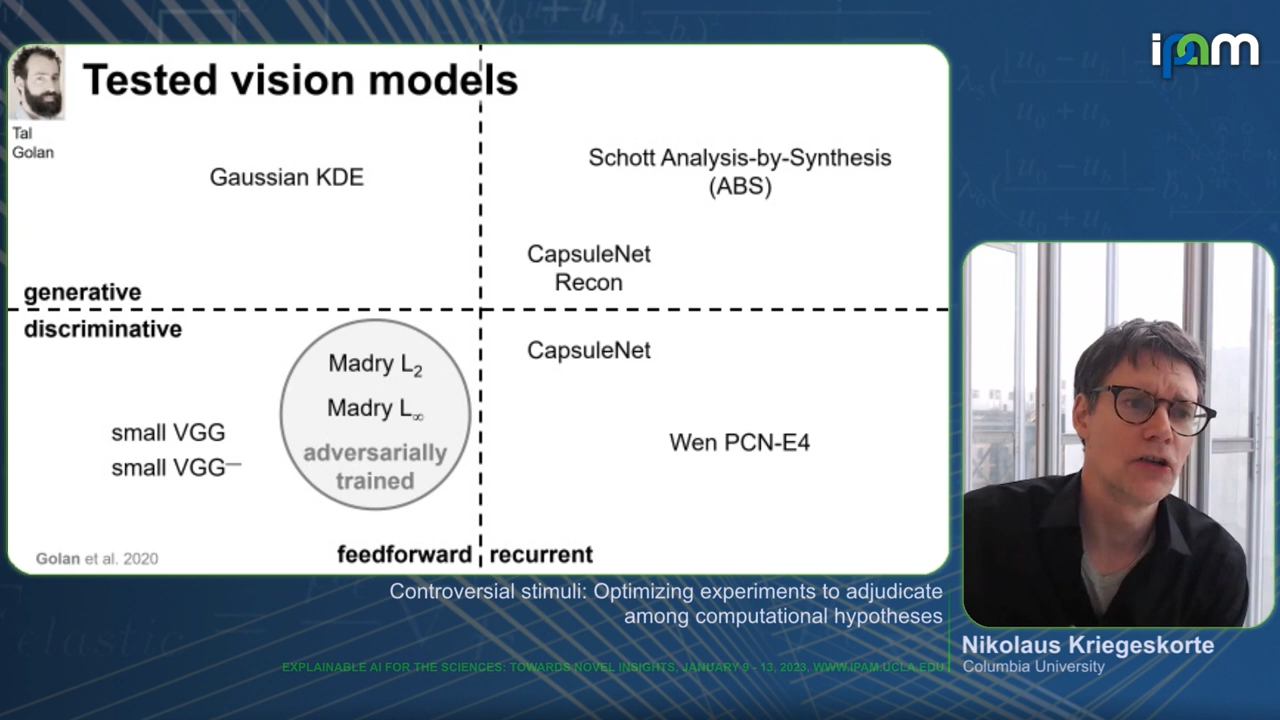 ipam
Tested vision models
Tal
Golan
Gaussian KDE
Schott Analysis-by-Synthesis
(ABS)
CapsuleNet
Recon
generative
discriminative
Madry L₂
Madry L∞
adversarially
trained
small VGG
small VGG–
CapsuleNet
Wen PCN-E4
feedforward
recurrent
Golan et al. 2020
Controversial stimuli: Optimizing experiments to adjudicate
among computational hypotheses
Nikolaus Kriegeskorte
Columbia University
EXPLAINABLE AI FOR THE SCIENCES: TOWARDS NOVEL INSIGHTS, JANUARY 9 - 13, 2023, WWW.IPAM.UCLA.EDU
elastic